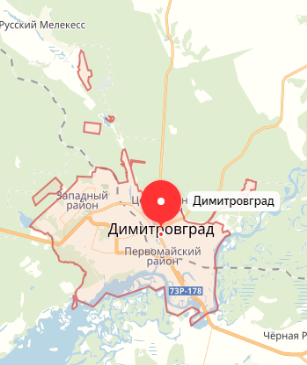 Русский Мелекесс
Западный
район
Димитровград
Димитровград
Первомайский
район
73Р-178
Чёрная Р